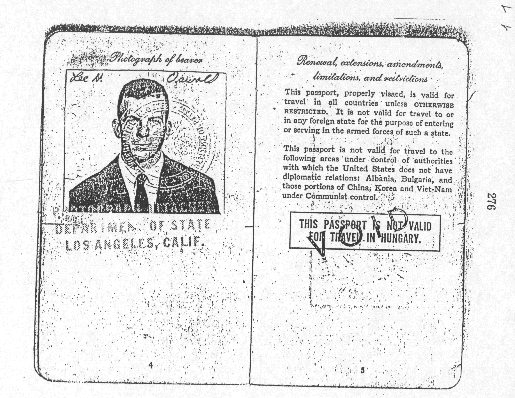 Photograph of bearer
Lee H. Oswald
DEPARTMENT OF STATE
LOS ANGELES, CALIF.
4
Renewal, extensions, amendments,
limitations, and restrictions
This passport, properly visaed, is valid for
travel in all countries unless OTHERWISE
RESTRICTED. It is not valid for travel to or
in any foreign state for the purpose of entering
or serving in the armed forces of such a state.
This passport is not valid for travel to the
following areas under control of authorities
with which the United States does not have
diplomatic relations: Albania, Bulgaria, and
those portions of China, Korea and Viet-Nam
under Communist control.
THIS PASSPORT IS NOT VALID
FOR TRAVEL IN HUNGARY.
VOID
5
276